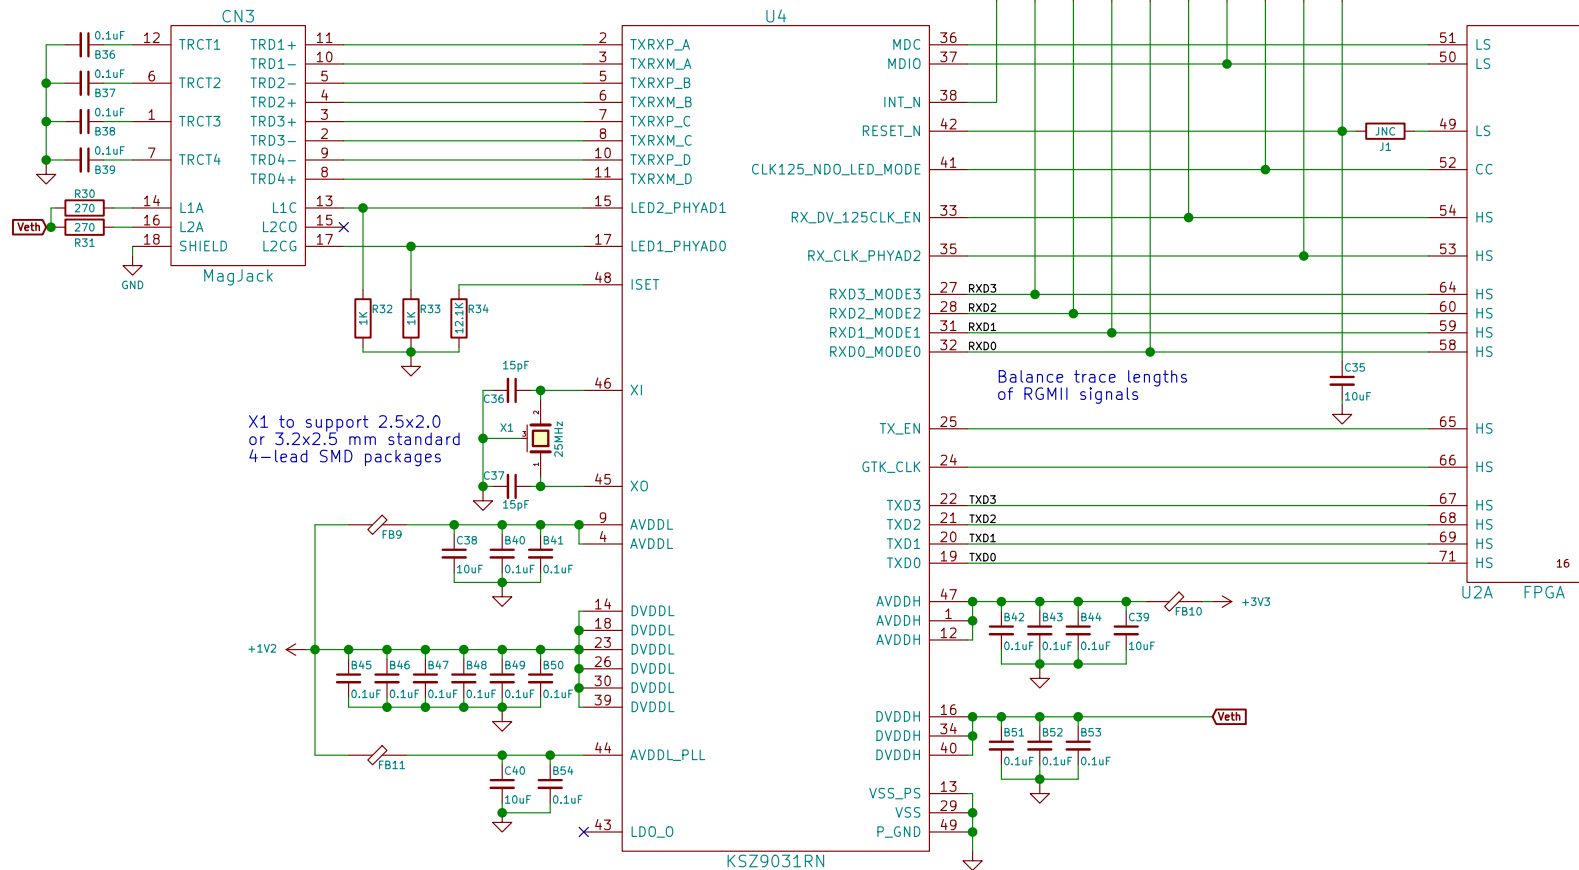 CN3
0.1uF
B36
12
TRCT1
TRD1+
11
TRD1-
10
0.1uF
B37
6
TRCT2
TRD2-
5
TRD2+
4
0.1uF
B38
1
TRCT3
TRD3+
3
TRD3-
2
0.1uF
B39
7
TRCT4
TRD4-
9
TRD4+
8
R30
270
14
L1A
L1C
13
Veth
270
R31
16
L2A
L2CO
15
18
SHIELD
L2CG
17
GND
MagJack
R32
1K
R33
1K
R34
12.1K
U4
2
TXRXP_A
3
TXRXM_A
5
TXRXP_B
6
TXRXM_B
7
TXRXP_C
8
TXRXM_C
10
TXRXP_D
11
TXRXM_D
15
LED2_PHYAD1
17
LED1_PHYAD0
48
ISET
46
XI
45
XO
9
AVDDL
4
AVDDL
14
DVDDL
18
DVDDL
23
DVDDL
26
DVDDL
30
DVDDL
39
DVDDL
44
AVDDL_PLL
43
LDO_O
15pF
C36
X1
2
3
1
25MHz
C37
15pF
X1 to support 2.5x2.0
or 3.2x2.5 mm standard
4-lead SMD packages
FB9
C38
10uF
B40
0.1uF
B41
0.1uF
+1V2
B45
0.1uF
B46
0.1uF
B47
0.1uF
B48
0.1uF
B49
0.1uF
B50
0.1uF
FB11
C40
10uF
B54
0.1uF
MDC
36
MDIO
37
INT_N
38
RESET_N
42
CLK125_NDO_LED_MODE
41
RX_DV_125CLK_EN
33
RX_CLK_PHYAD2
35
RXD3_MODE3
27
RXD3
RXD2_MODE2
28
RXD2
RXD1_MODE1
31
RXD1
RXD0_MODE0
32
RXD0
Balance trace lengths
of RGMII signals
TX_EN
25
GTK_CLK
24
TXD3
22
TXD3
TXD2
21
TXD2
TXD1
20
TXD1
TXD0
19
TXD0
AVDDH
47
AVDDH
1
AVDDH
12
DVDDH
16
DVDDH
34
DVDDH
40
VSS_PS
13
VSS
29
P_GND
49
KSZ9031RN
B42
0.1uF
B43
0.1uF
B44
0.1uF
C39
10uF
FB10
+3V3
Veth
B51
0.1uF
B52
0.1uF
B53
0.1uF
JNC
J1
C35
10uF
51
LS
50
LS
49
LS
52
CC
54
HS
53
HS
64
HS
60
HS
59
HS
58
HS
65
HS
66
HS
67
HS
68
HS
69
HS
71
HS
16
U2A
FPGA